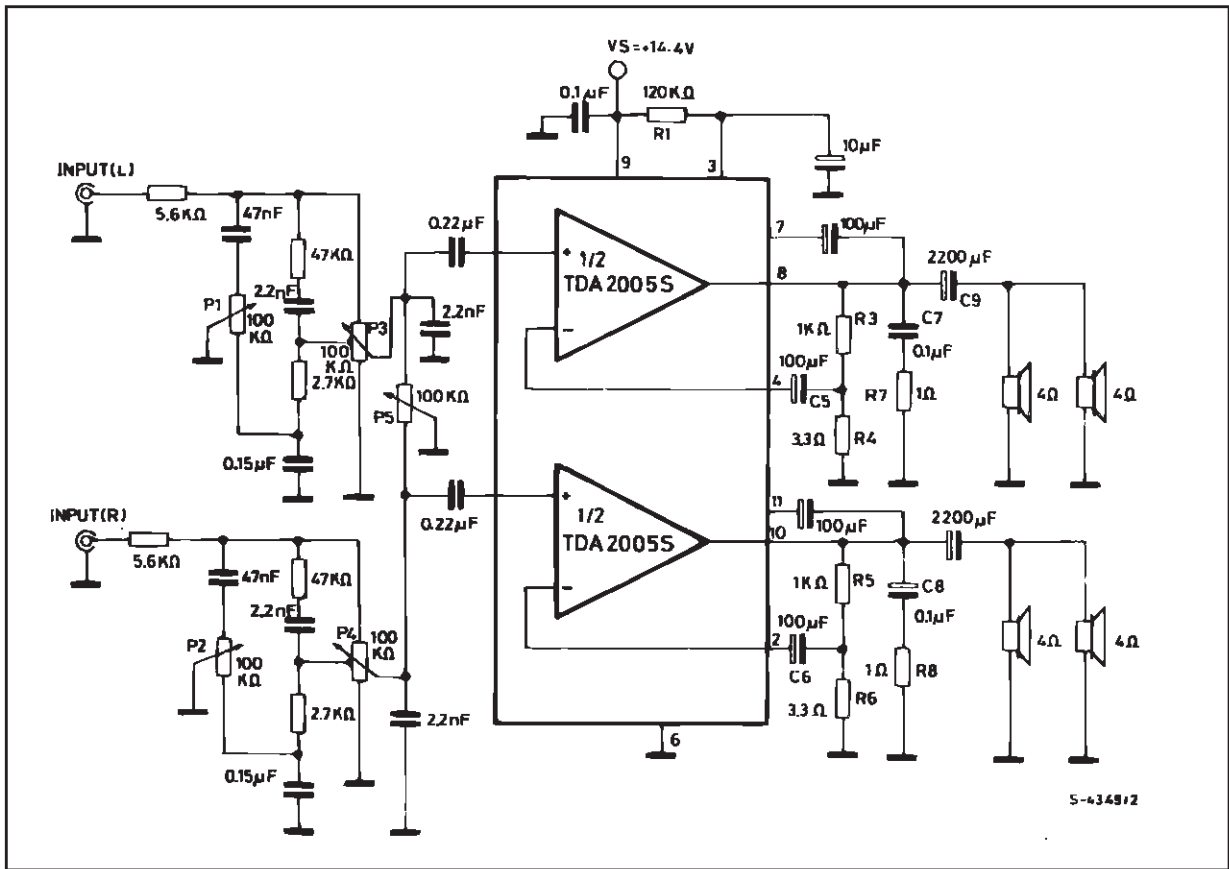 VS=+14.4V
0.1µF
120KΩ
R1
10µF
9
3
INPUT(L)
5.6KΩ
47nF
47KΩ
2.2nF
P1
100
KΩ
P3
100
KΩ
2.7KΩ
0.15µF
0.22µF
2.2nF
100KΩ
P5
0.22µF
+
1/2
TDA2005S
−
7
100µF
8
2200µF
C9
R3
1KΩ
C7
0.1µF
100µF
4
C5
R7
1Ω
3.3Ω
R4
4Ω
4Ω
INPUT(R)
5.6KΩ
47nF
47KΩ
2.2nF
P2
100
KΩ
P4
100
KΩ
2.7KΩ
0.15µF
2.2nF
+
1/2
TDA2005S
−
11
100µF
10
2200µF
1KΩ
R5
C8
0.1µF
100µF
2
C6
1Ω
R8
3.3Ω
R6
4Ω
4Ω
6
S-4349/2